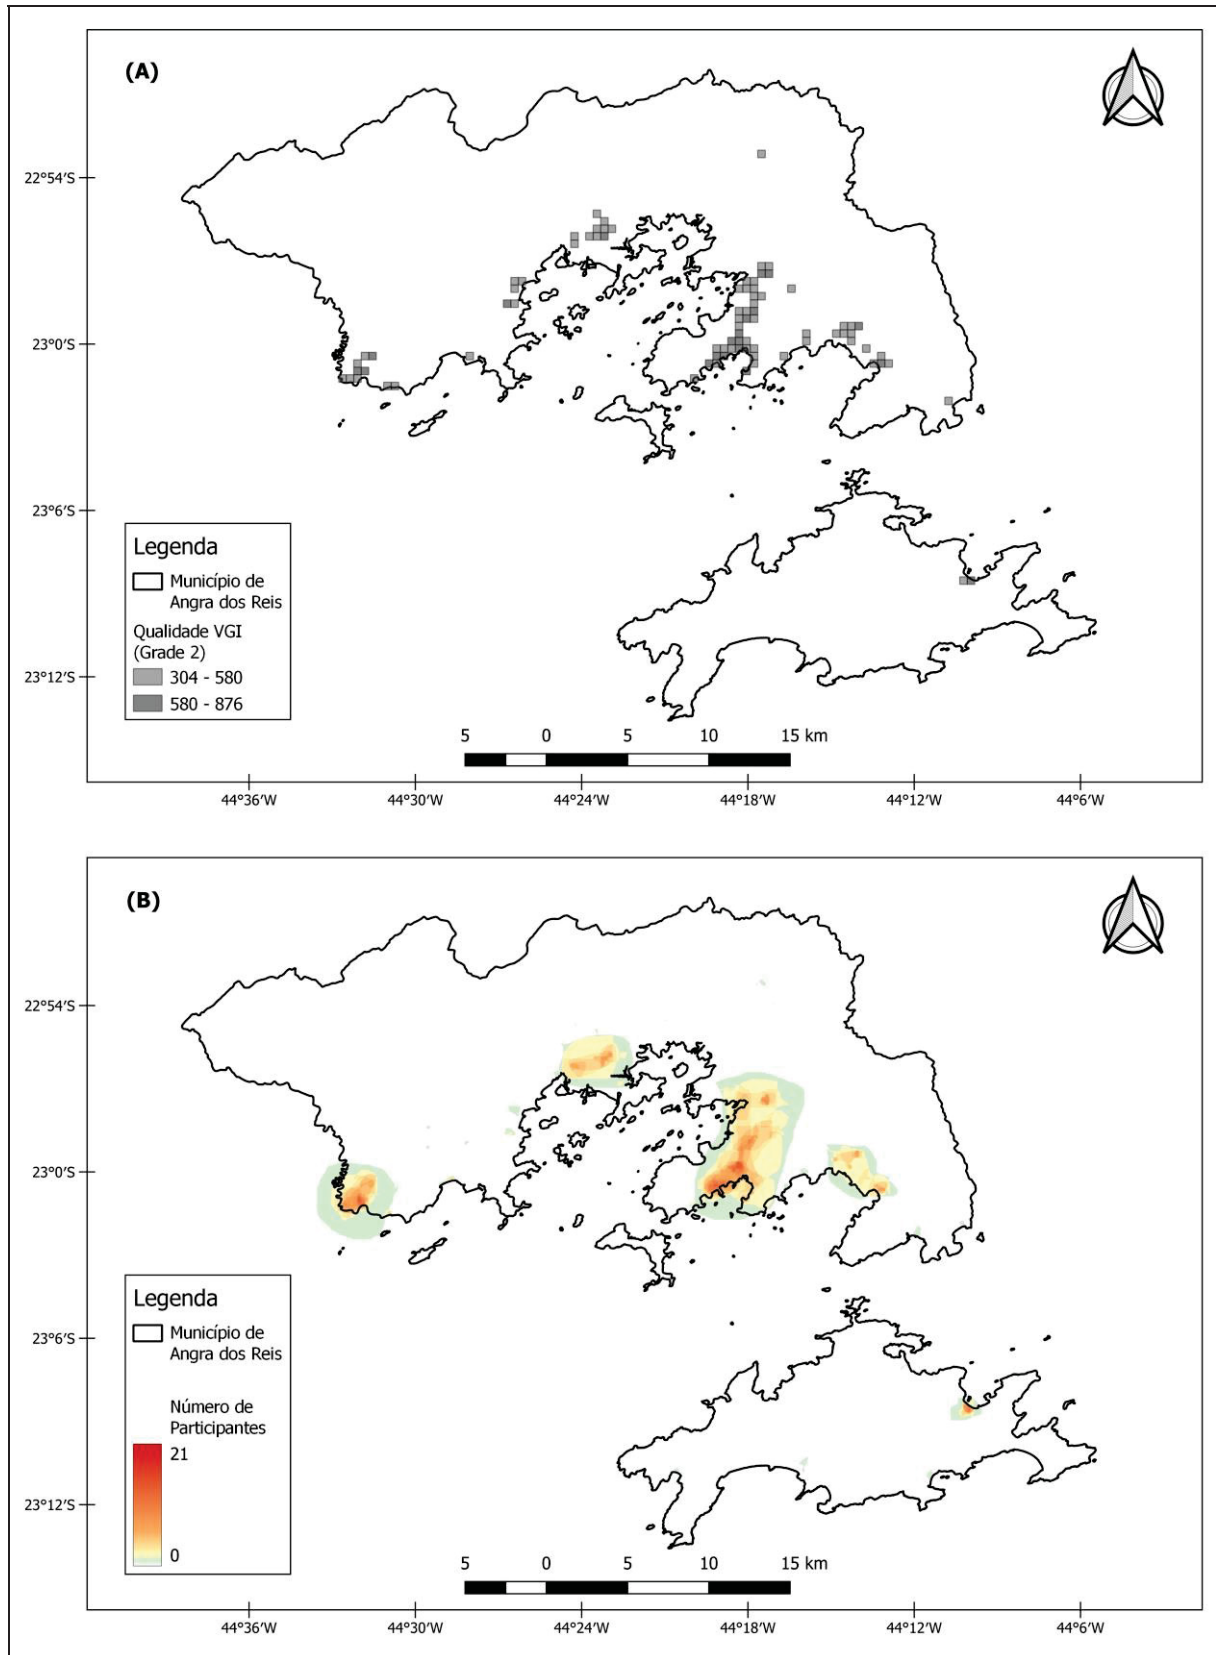 (A)
22°54'S
23°0'S
23°6'S
23°12'S
Legenda
Município de
Angra dos Reis
Qualidade VGI
(Grade 2)
304 - 580
580 - 876
5 0 5 10 15 km
44°36'W 44°30'W 44°24'W 44°18'W 44°12'W 44°6'W
(B)
22°54'S
23°0'S
23°6'S
23°12'S
Legenda
Município de
Angra dos Reis
Número de
Participantes
21
0
5 0 5 10 15 km
44°36'W 44°30'W 44°24'W 44°18'W 44°12'W 44°6'W